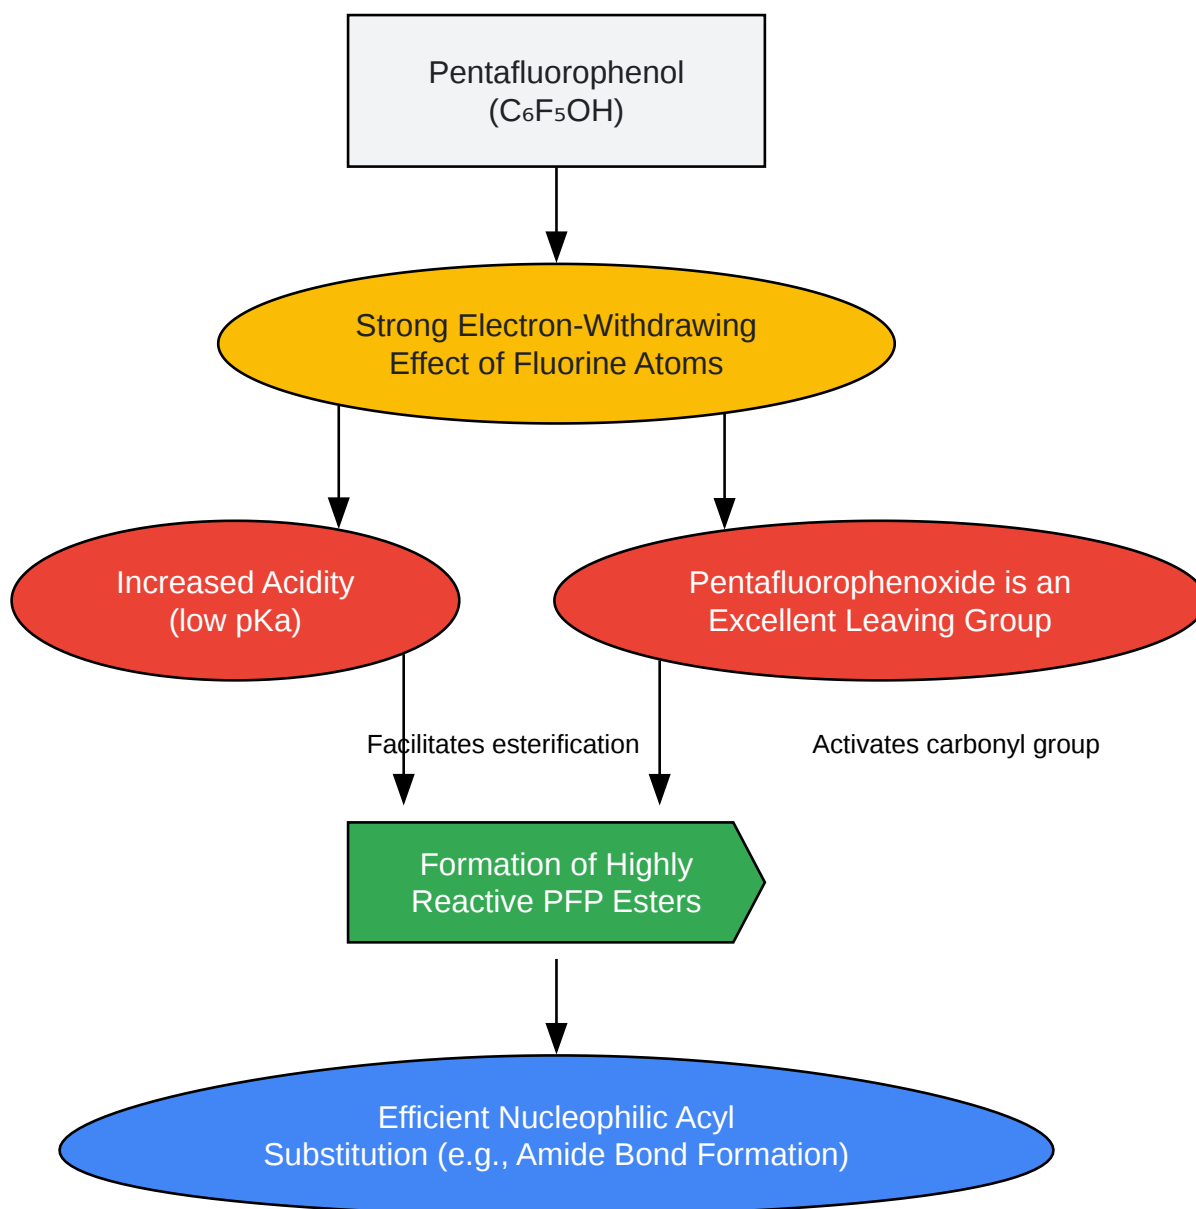 Pentafluorophenol
(C₆F₅OH)
Strong Electron-Withdrawing
Effect of Fluorine Atoms
Increased Acidity
(low pKa)
Pentafluorophenoxide is an
Excellent Leaving Group
Facilitates esterification
Activates carbonyl group
Formation of Highly
Reactive PFP Esters
Efficient Nucleophilic Acyl
Substitution (e.g., Amide Bond Formation)